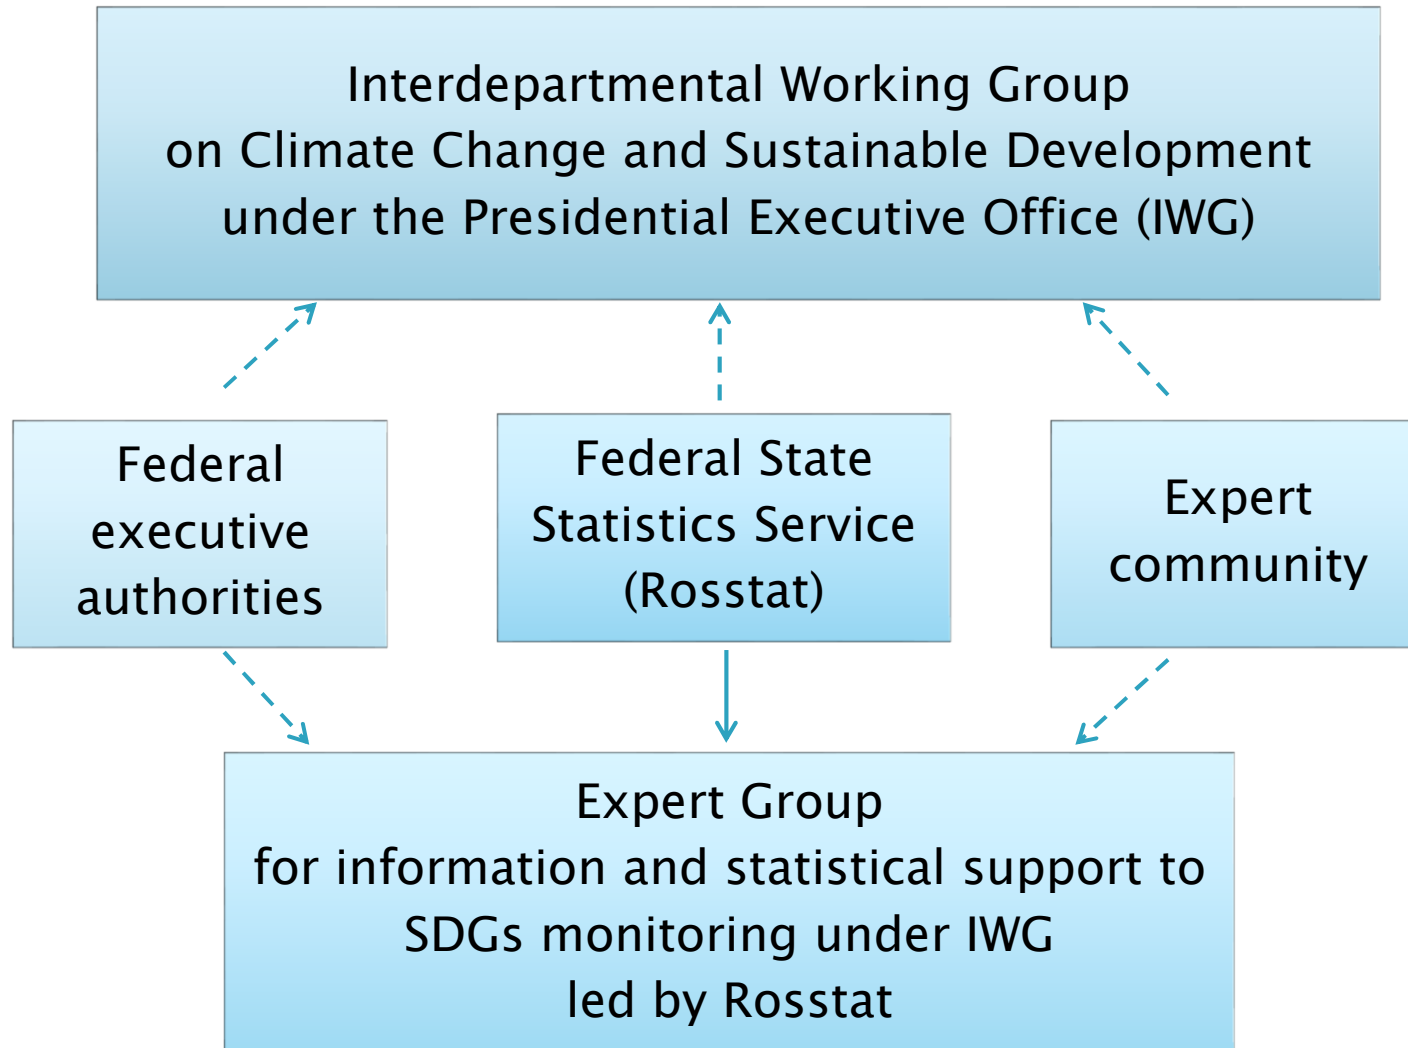 Interdepartmental Working Group
on Climate Change and Sustainable Development
under the Presidential Executive Office (IWG)
Federal
executive
authorities
Federal State
Statistics Service
(Rosstat)
Expert
community
Expert Group
for information and statistical support to
SDGs monitoring under IWG
led by Rosstat